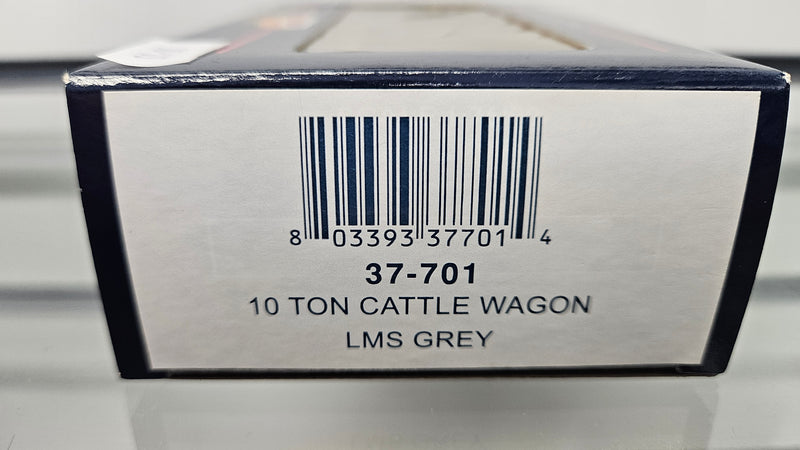 8 03393 37701 4
37-701
10 TON CATTLE WAGON
LMS GREY